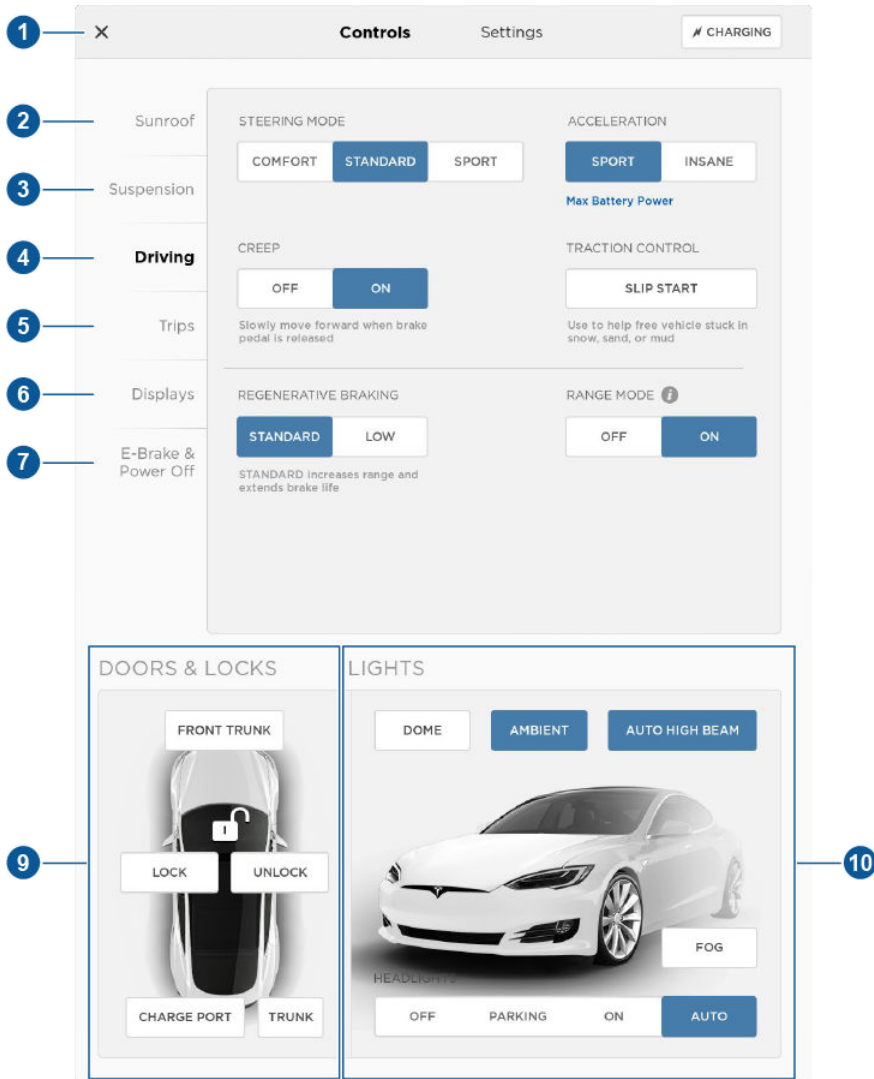 1
Controls
Settings
CHARGING
2
Sunroof
3
Suspension
4
Driving
5
Trips
6
Displays
7
E-Brake &
Power Off
STEERING MODE
COMFORT STANDARD SPORT
ACCELERATION
SPORT INSANE
Max Battery Power
CREEP
OFF ON
Slowly move forward when brake
pedal is released
TRACTION CONTROL
SLIP START
Use to help free vehicle stuck in
snow, sand, or mud
REGENERATIVE BRAKING
STANDARD LOW
STANDARD increases range and
extends brake life
RANGE MODE i
OFF ON
9
DOORS & LOCKS
FRONT TRUNK
LOCK UNLOCK
CHARGE PORT TRUNK
LIGHTS
10
DOME AMBIENT AUTO HIGH BEAM
FOG
HEADLIGHTS
OFF PARKING ON AUTO